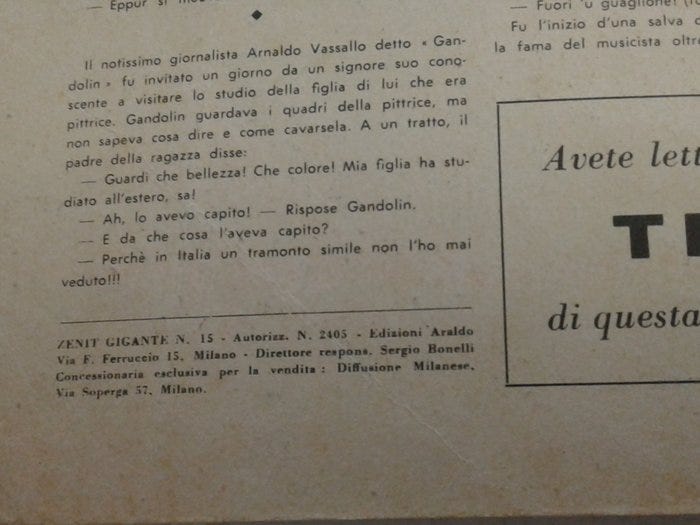 — Eppur si
Il notissimo giornalista Arnaldo Vassallo detto « Gan-
dolin » fu invitato un giorno da un signore suo cono-
scente a visitare lo studio della figlia di lui che era
pittrice. Gandolin guardava i quadri della pittrice, ma
non sapeva cosa dire e come cavarsela. A un tratto, il
padre della ragazza disse:
— Guardi che bellezza! Che colore! Mia figlia ha stu-
diato all'estero, sa!
— Ah, lo avevo capito! — Rispose Gandolin.
— E da che cosa l'aveva capito?
— Perchè in Italia un tramonto simile non l'ho mai
veduto!!!
ZENIT GIGANTE N. 15 - Autorizz. N. 2405 - Edizioni Araldo
Via F. Ferruccio 15, Milano - Direttore respons. Sergio Bonelli
Concessionaria esclusiva per la vendita : Diffusione Milanese,
Via Soperga 57, Milano.
— Fuori 'u guaglione!
Fu l'inizio d'una salva
la fama del musicista oltre
Avete lett
T
di questa